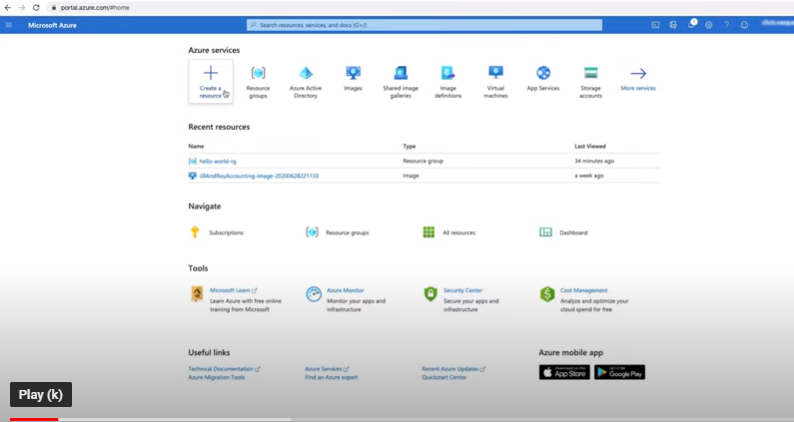 portal.azure.com/#home
Microsoft Azure
Search resources, services, and docs (G+/)
1
Azure services
Create a
resource
Resource
groups
Azure Active
Directory
Images
Shared image
galleries
Image
definitions
Virtual
machines
App Services
Storage
accounts
More services
Recent resources
Name Type Last Viewed
hello-world-rg Resource group 34 minutes ago
JillAndRoyAccounting-image-20200628221133 Image a week ago
Navigate
Subscriptions Resource groups All resources Dashboard
Tools
Microsoft Learn
Learn Azure with free online
training from Microsoft
Azure Monitor
Monitor your apps and
infrastructure
Security Center
Secure your apps and
infrastructure
Cost Management
Analyze and optimize your
cloud spend for free
Useful links
Technical Documentation
Azure Migration Tools
Azure Services
Find an Azure expert
Recent Azure Updates
Quickstart Center
Azure mobile app
Download on the
App Store
GET IT ON
Google Play
Play (k)